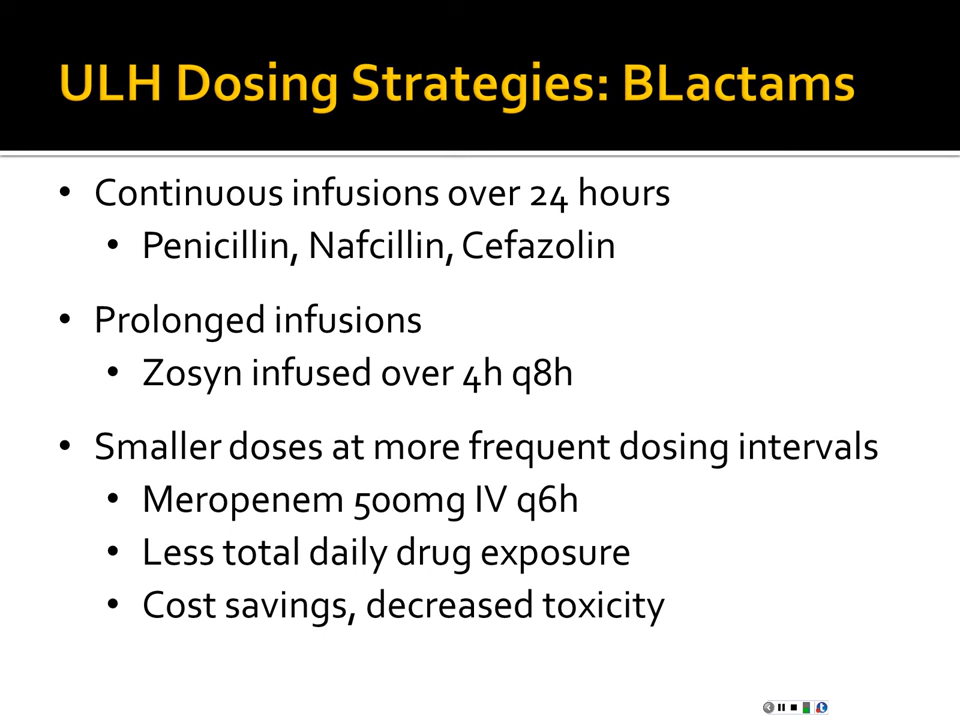 ULH Dosing Strategies: BLactams
• Continuous infusions over 24 hours
• Penicillin, Nafcillin, Cefazolin
• Prolonged infusions
• Zosyn infused over 4h q8h
• Smaller doses at more frequent dosing intervals
• Meropenem 500mg IV q6h
• Less total daily drug exposure
• Cost savings, decreased toxicity